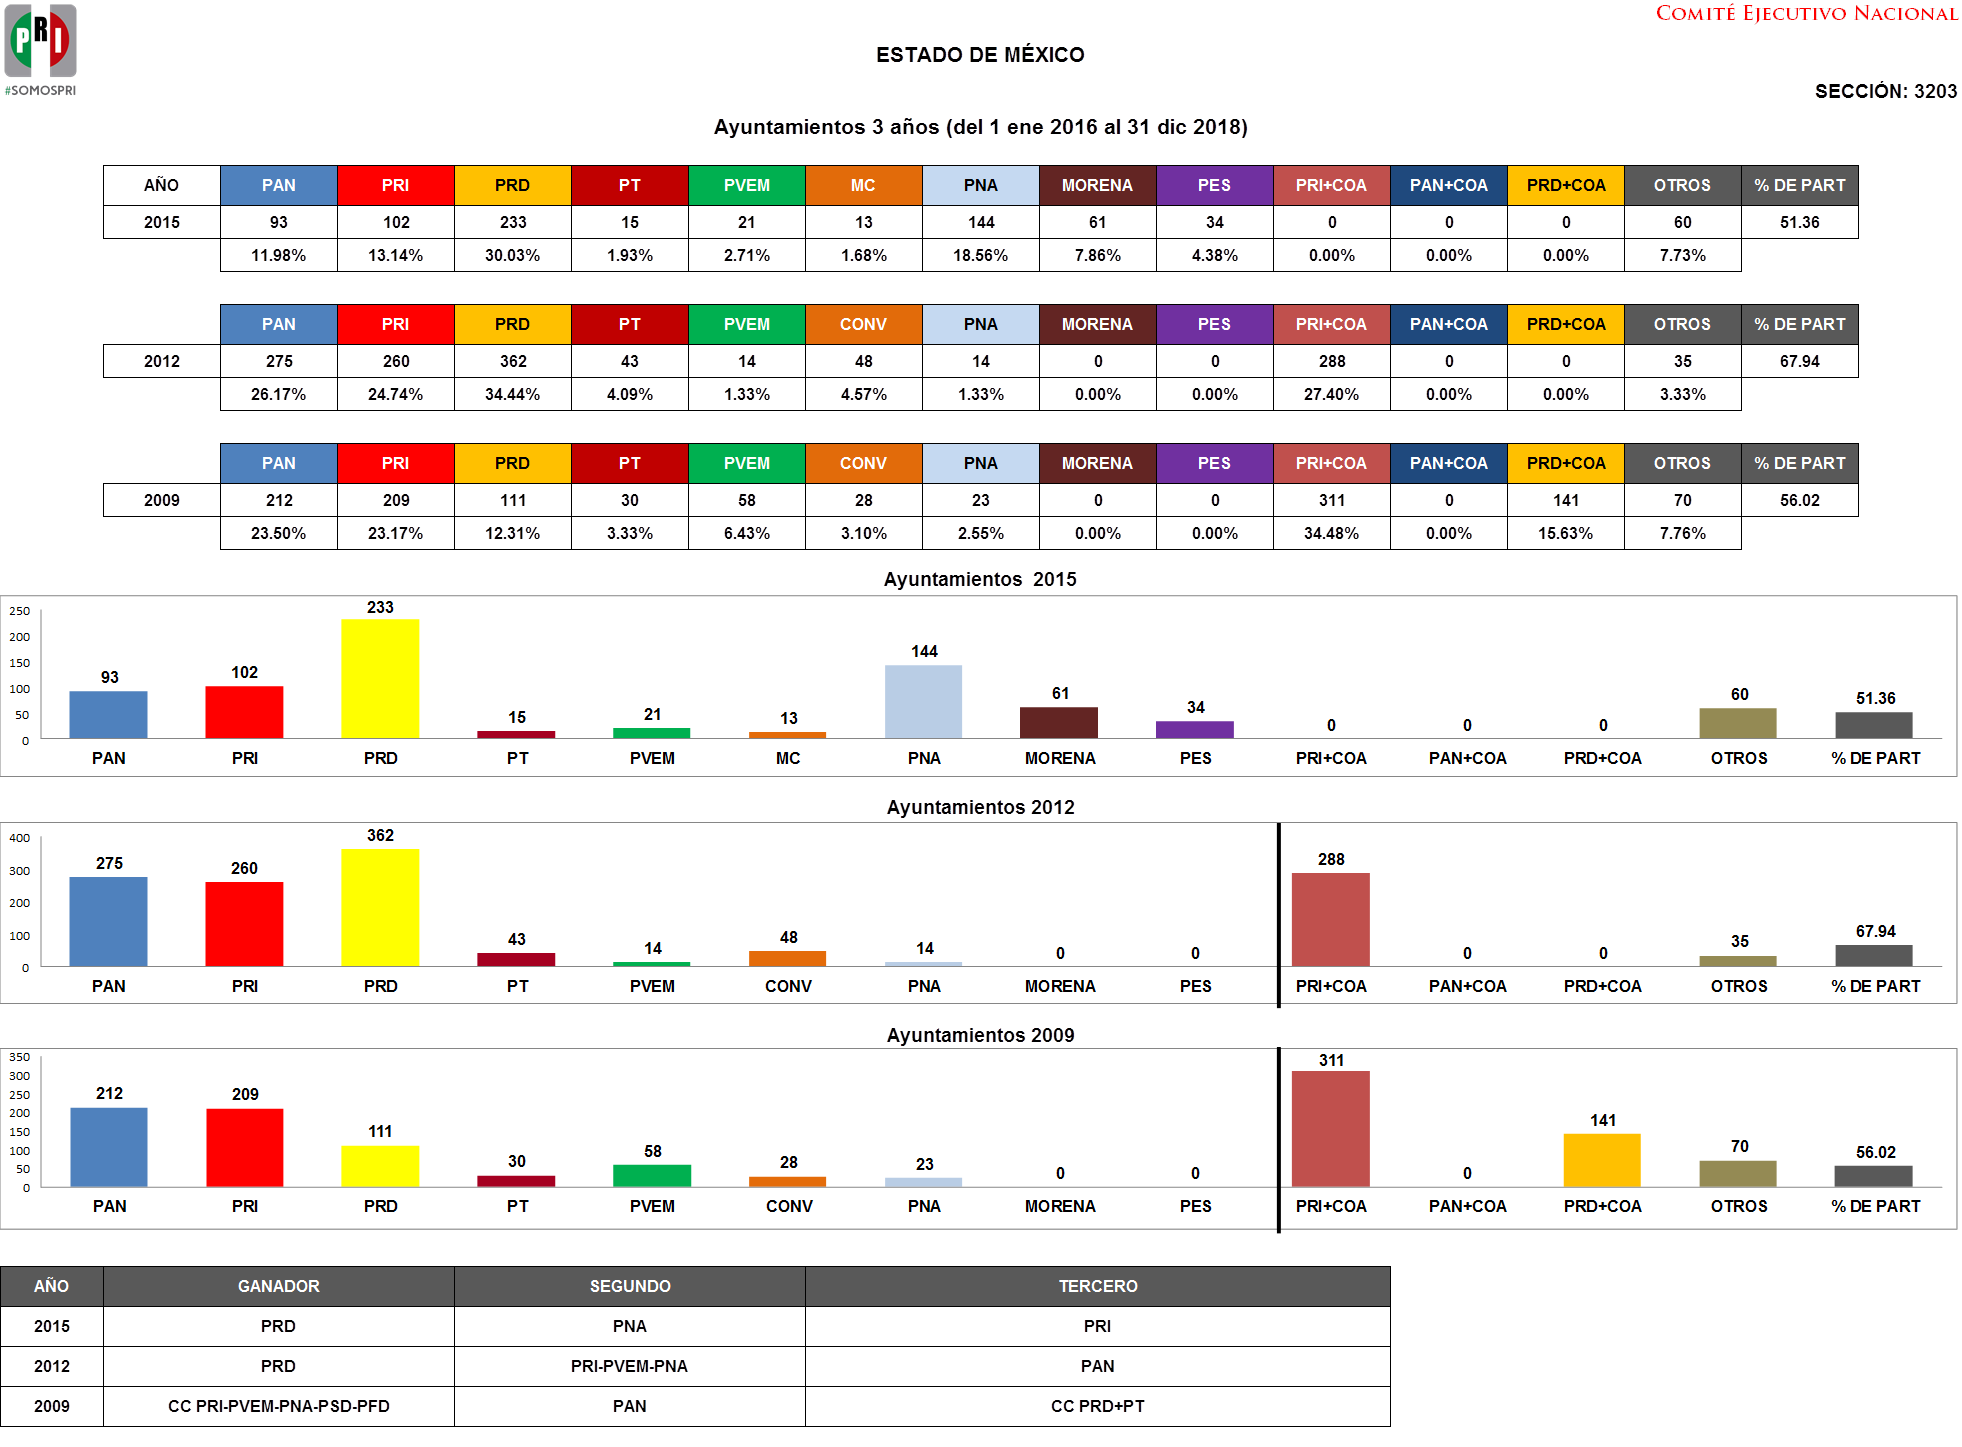 PRI
#SOMOSPRI
COMITÉ EJECUTIVO NACIONAL
ESTADO DE MÉXICO
SECCIÓN: 3203
Ayuntamientos 3 años (del 1 ene 2016 al 31 dic 2018)
AÑO PAN PRI PRD PT PVEM MC PNA MORENA PES PRI+COA PAN+COA PRD+COA OTROS % DE PART
2015 93 102 233 15 21 13 144 61 34 0 0 0 60 51.36
11.98% 13.14% 30.03% 1.93% 2.71% 1.68% 18.56% 7.86% 4.38% 0.00% 0.00% 0.00% 7.73%
PAN PRI PRD PT PVEM CONV PNA MORENA PES PRI+COA PAN+COA PRD+COA OTROS % DE PART
2012 275 260 362 43 14 48 14 0 0 288 0 0 35 67.94
26.17% 24.74% 34.44% 4.09% 1.33% 4.57% 1.33% 0.00% 0.00% 27.40% 0.00% 0.00% 3.33%
PAN PRI PRD PT PVEM CONV PNA MORENA PES PRI+COA PAN+COA PRD+COA OTROS % DE PART
2009 212 209 111 30 58 28 23 0 0 311 0 141 70 56.02
23.50% 23.17% 12.31% 3.33% 6.43% 3.10% 2.55% 0.00% 0.00% 34.48% 0.00% 15.63% 7.76%
Ayuntamientos 2015
250
200
150
100
50
0
93 102 233 15 21 13 144 61 34 0 0 0 60 51.36
PAN PRI PRD PT PVEM MC PNA MORENA PES PRI+COA PAN+COA PRD+COA OTROS % DE PART
Ayuntamientos 2012
400
300
200
100
0
275 260 362 43 14 48 14 0 0 288 0 0 35 67.94
PAN PRI PRD PT PVEM CONV PNA MORENA PES PRI+COA PAN+COA PRD+COA OTROS % DE PART
Ayuntamientos 2009
350
300
250
200
150
100
50
0
212 209 111 30 58 28 23 0 0 311 0 141 70 56.02
PAN PRI PRD PT PVEM CONV PNA MORENA PES PRI+COA PAN+COA PRD+COA OTROS % DE PART
AÑO GANADOR SEGUNDO TERCERO
2015 PRD PNA PRI
2012 PRD PRI-PVEM-PNA PAN
2009 CC PRI-PVEM-PNA-PSD-PFD PAN CC PRD+PT